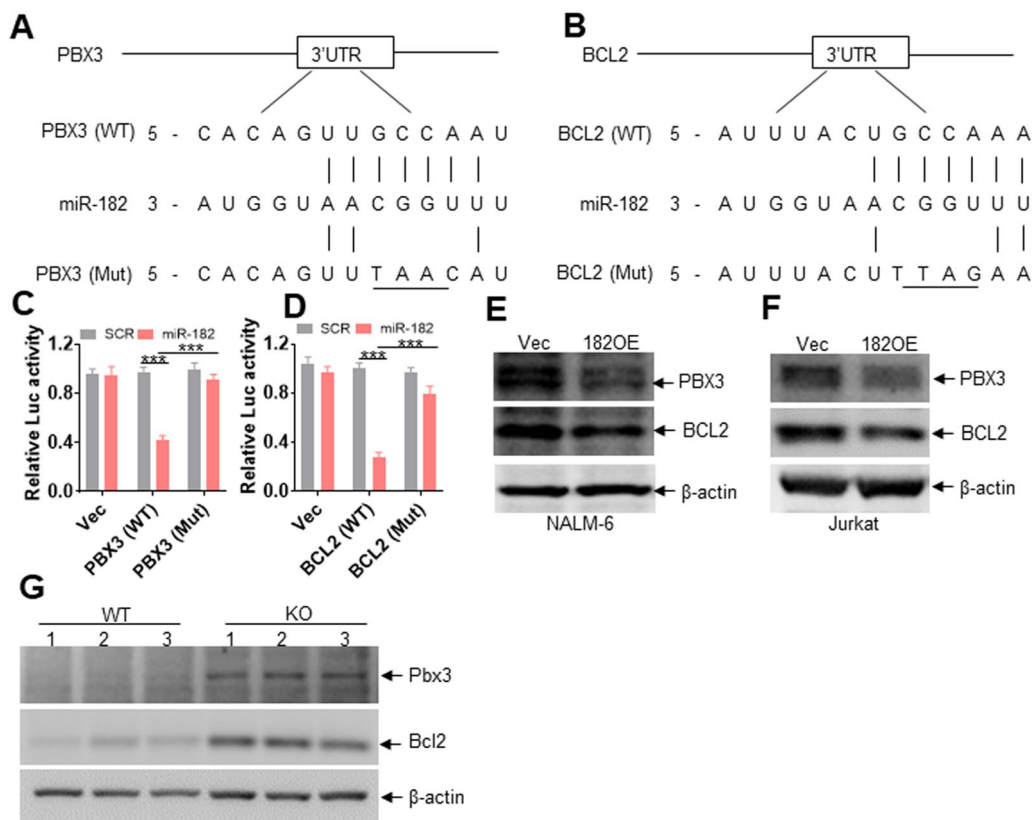 A
PBX3
3'UTR
PBX3 (WT) 5 - C A C A G U U G C C A A U
miR-182 3 - A U G G U A A C G G U U U
PBX3 (Mut) 5 - C A C A G U U T A A C A U
B
BCL2
3'UTR
BCL2 (WT) 5 - A U U U A C U G C C A A A
miR-182 3 - A U G G U A A C G G U U U
BCL2 (Mut) 5 - A U U U A C U T T A G A A
C
SCR miR-182
Relative Luc activity
1.2
0.8
0.4
0.0
***
***
Vec
PBX3 (WT)
PBX3 (Mut)
D
SCR miR-182
Relative Luc activity
1.2
0.8
0.4
0.0
***
***
Vec
BCL2 (WT)
BCL2 (Mut)
E
Vec 182OE
PBX3
BCL2
β-actin
NALM-6
F
Vec 182OE
PBX3
BCL2
β-actin
Jurkat
G
WT KO
1 2 3 1 2 3
Pbx3
Bcl2
β-actin